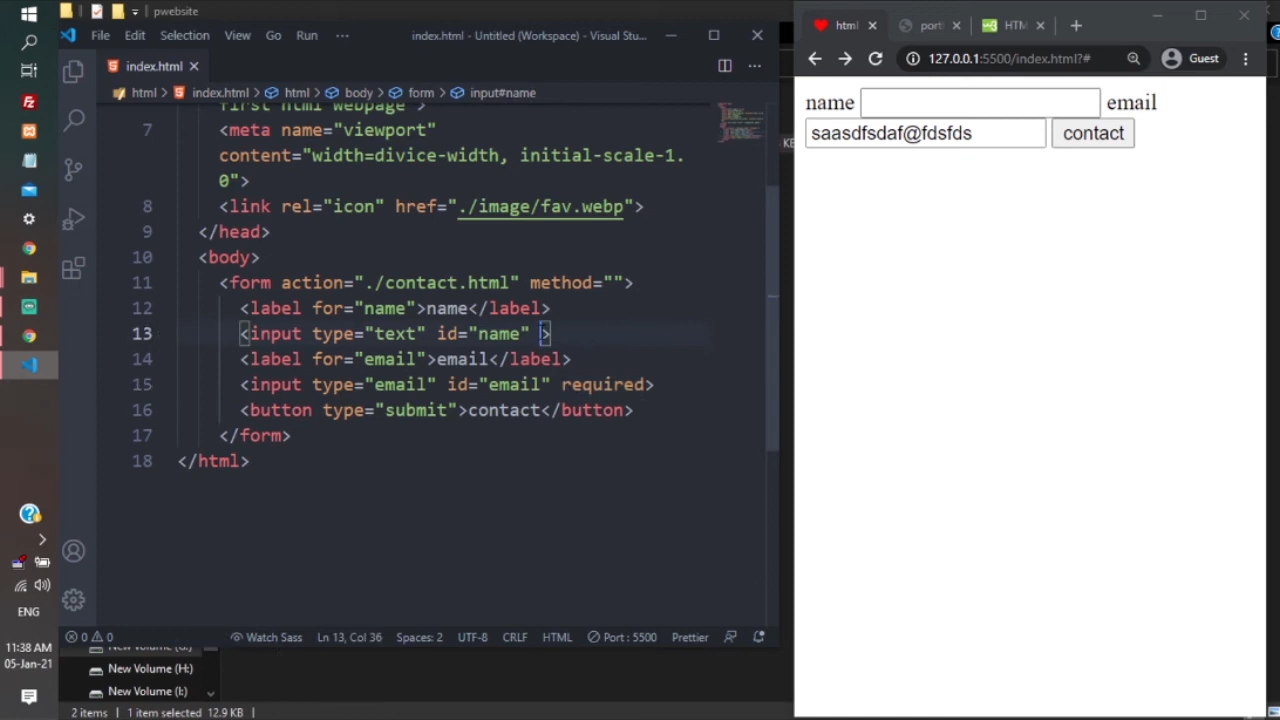 pwebsite
File Edit Selection View Go Run ··· index.html - Untitled (Workspace) - Visual Stu...
index.html
html > index.html > html > body > form > input#name
first html webpage">
7 <meta name="viewport"
content="width=divice-width, initial-scale-1.
0">
8 <link rel="icon" href="./image/fav.webp">
9 </head>
10 <body>
11 <form action="./contact.html" method="">
12 <label for="name">name</label>
13 <input type="text" id="name" >
14 <label for="email">email</label>
15 <input type="email" id="email" required>
16 <button type="submit">contact</button>
17 </form>
18 </html>
0 0 Watch Sass Ln 13, Col 36 Spaces: 2 UTF-8 CRLF HTML Port : 5500 Prettier
New Volume (H:)
New Volume (I:)
2 items 1 item selected 12.9 KB
ENG
11:38 AM
05-Jan-21
html port HTM
127.0.0.1:5500/index.html?# Guest
name email
saasdfsdaf@fdsfds contact